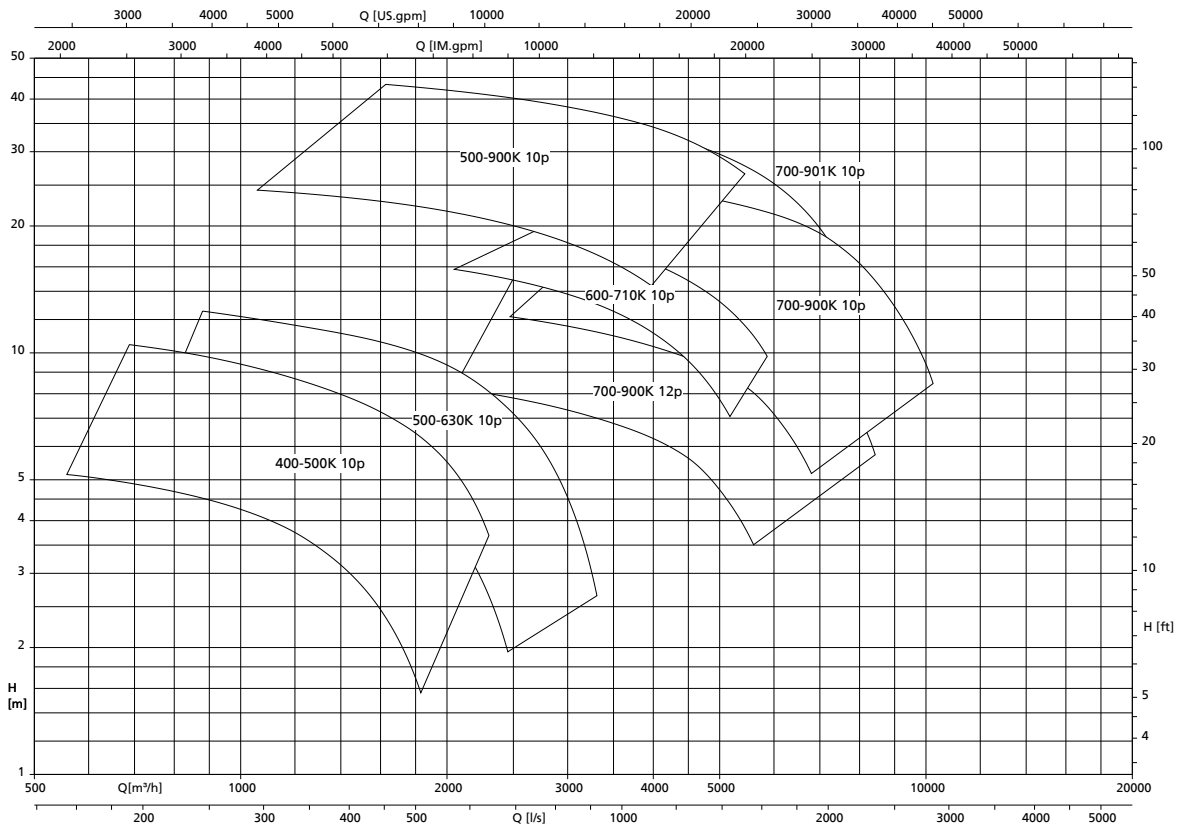 Q [US.gpm]
3000 4000 5000 10000 20000 30000 40000 50000
Q [IM.gpm]
2000 3000 4000 5000 10000 20000 30000 40000 50000
50
40
30
20
10
5
4
3
2
1
H
[m]
100
50
40
30
20
10
5
4
H [ft]
500-900K 10p
700-901K 10p
600-710K 10p
700-900K 10p
700-900K 12p
500-630K 10p
400-500K 10p
500 Q[m³/h] 1000 2000 3000 4000 5000 10000 20000
200 300 400 500 Q [l/s] 1000 2000 3000 4000 5000